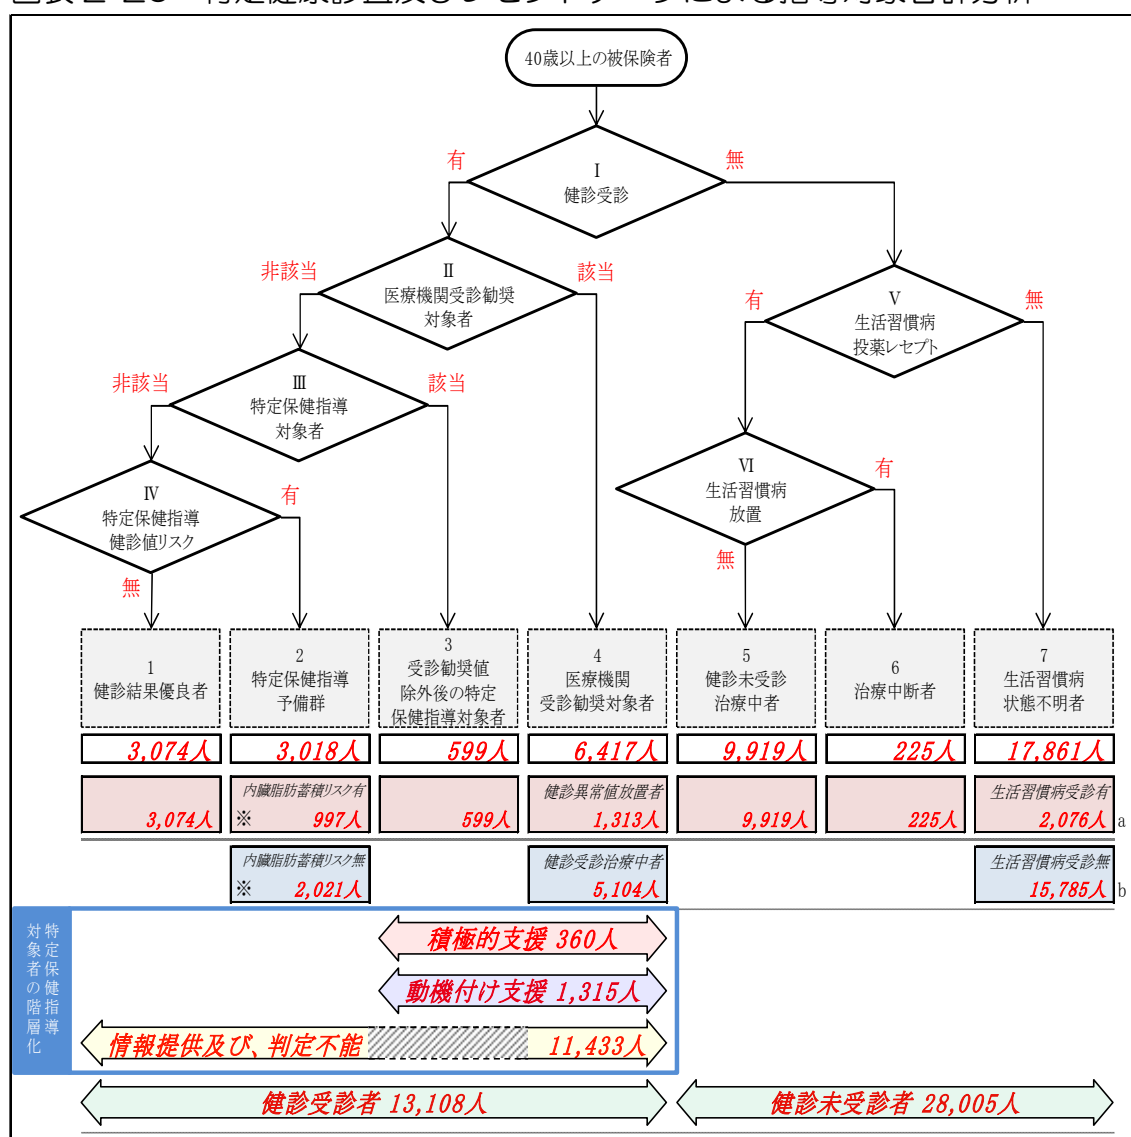 40歳以上の被保険者
有
Ⅰ
健診受診
無
非該当
Ⅱ
医療機関受診勧奨
対象者
該当
有
Ⅴ
生活習慣病
投薬レセプト
無
非該当
Ⅲ
特定保健指導
対象者
該当
Ⅵ
生活習慣病
放置
有
無
Ⅳ
特定保健指導
健診値リスク
有
無
1
健診結果優良者
2
特定保健指導
予備群
3
受診勧奨値
除外後の特定
保健指導対象者
4
医療機関
受診勧奨対象者
5
健診未受診
治療中者
6
治療中断者
7
生活習慣病
状態不明者
3,074人
3,018人
599人
6,417人
9,919人
225人
17,861人
3,074人
内臓脂肪蓄積リスク有
※ 997人
599人
健診異常値放置者
1,313人
9,919人
225人
生活習慣病受診有
2,076人
a
内臓脂肪蓄積リスク無
※ 2,021人
健診受診治療中者
5,104人
生活習慣病受診無
15,785人
b
特定保健指導
対象者の階層化
積極的支援 360人
動機付け支援 1,315人
情報提供及び、判定不能 11,433人
健診受診者 13,108人
健診未受診者 28,005人